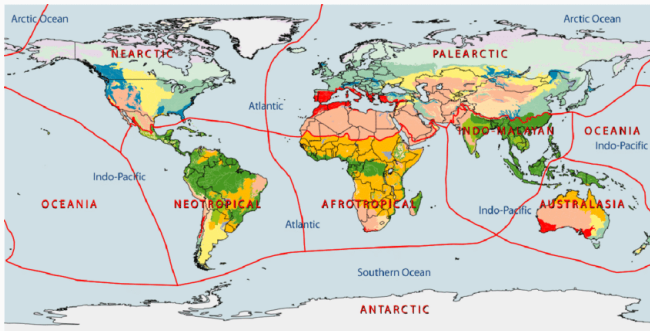 Arctic Ocean
Arctic Ocean
NEARCTIC
PALEARCTIC
Atlantic
INDO-MALAYAN
OCEANIA
Indo-Pacific
Indo-Pacific
OCEANIA
NEOTROPICAL
AFROTROPICAL
Indo-Pacific
AUSTRALASIA
Atlantic
Southern Ocean
ANTARCTIC